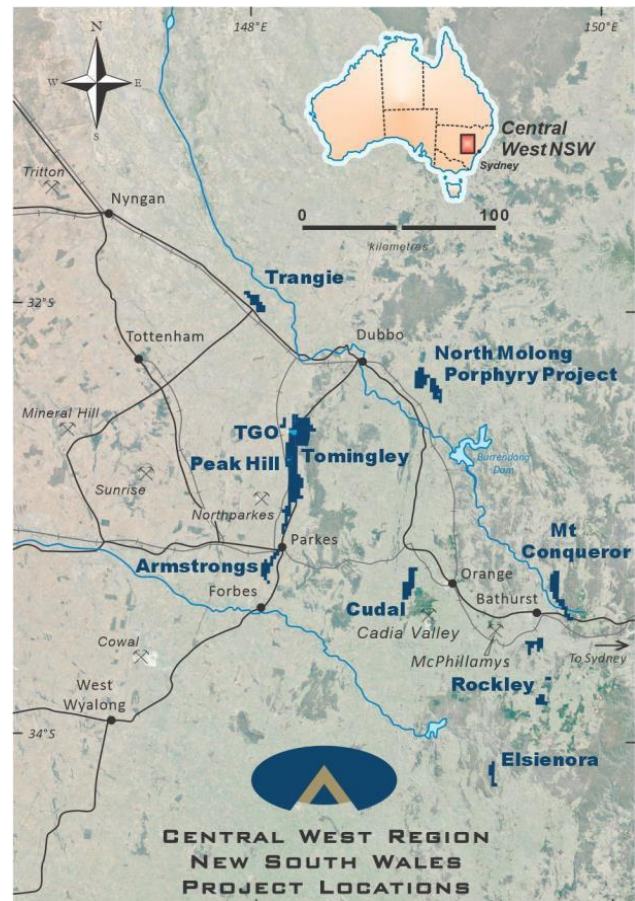 148°E
150°E
N
W
E
S
Central
West NSW
Sydney
Tritton
Nyngan
0
100
kilometres
Trangie
32°S
Tottenham
Dubbo
North Molong
Porphyry Project
Mineral Hill
TGO
Tomingley
Peak Hill
Burrendong
Dam
Sunrise
Northparkes
Mt
Conqueror
Parkes
Armstrongs
Orange
Forbes
Cudal
Bathurst
Cadia Valley
Cowal
McPhillamys
To Sydney
West
Wyalong
Rockley
34°S
Elsienora
Central West Region
New South Wales
Project Locations